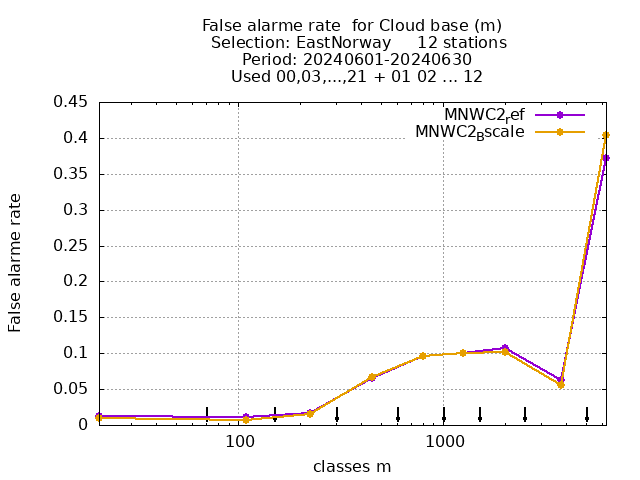 False alarme rate  for Cloud base (m)
Selection: EastNorway     12 stations
Period: 20240601-20240630
Used 00,03,...,21 + 01 02 ... 12
MNWC2ref
MNWC2Bscale
0.45
0.4
0.35
0.3
0.25
0.2
0.15
0.1
0.05
0
False alarme rate
100
1000
classes m